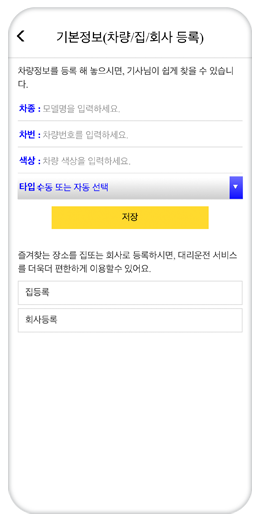 기본정보(차량/집/회사 등록)
차량정보를 등록 해 놓으시면, 기사님이 쉽게 찾을 수 있습니
다.
차종 : 모델명을 입력하세요.
차번 : 차량번호를 입력하세요.
색상 : 차량 색상을 입력하세요.
타입 수동 또는 자동 선택
저장
즐겨찾는 장소를 집또는 회사로 등록하시면, 대리운전 서비스
를 더욱더 편한하게 이용할수 있어요.
집등록
회사등록